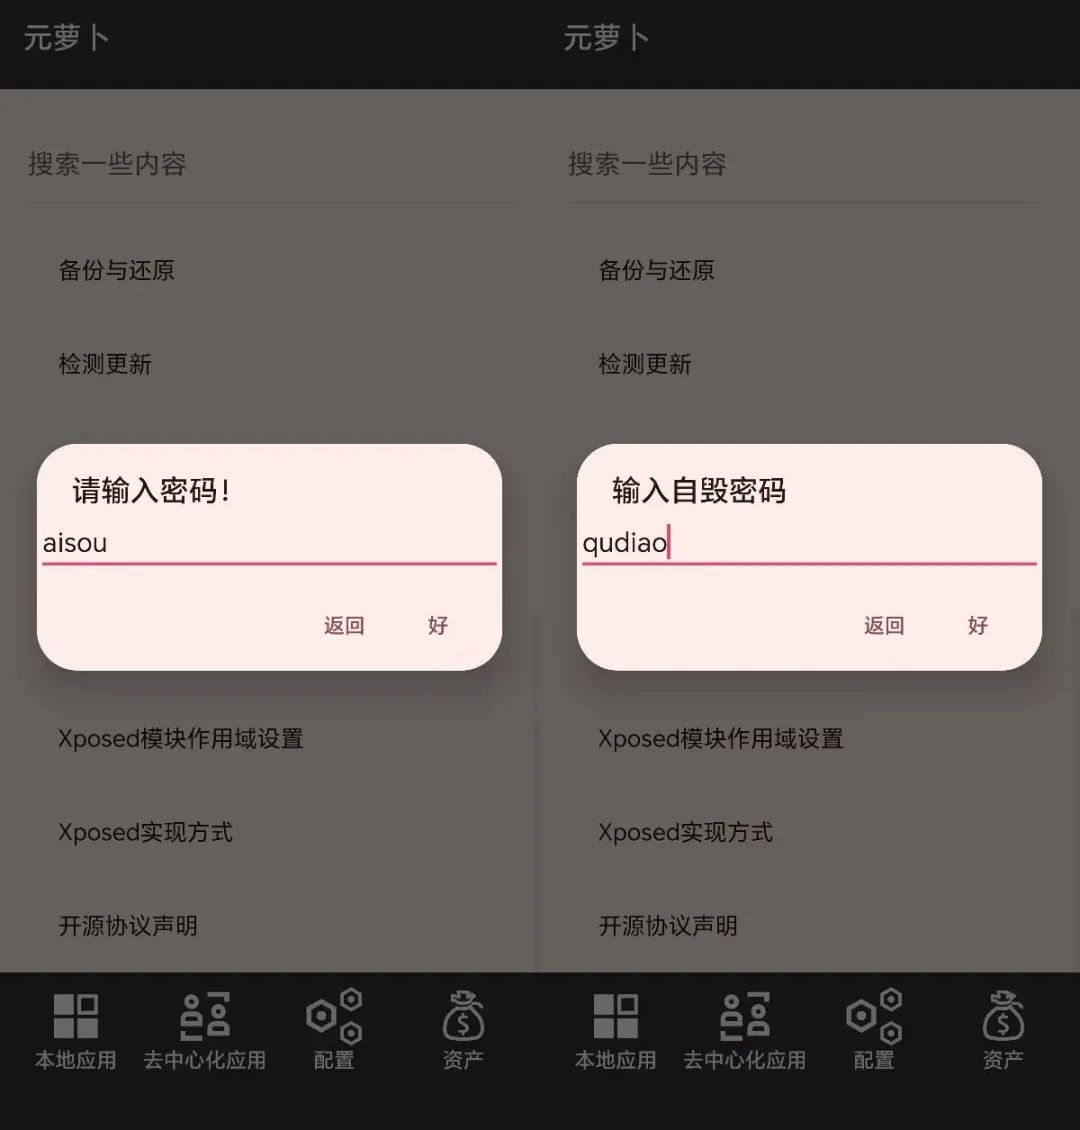 元萝卜
搜索一些内容
备份与还原
检测更新
请输入密码！
aisou
返回 好
Xposed模块作用域设置
Xposed实现方式
开源协议声明
本地应用 去中心化应用 配置 资产
元萝卜
搜索一些内容
备份与还原
检测更新
输入自毁密码
qudiao
返回 好
Xposed模块作用域设置
Xposed实现方式
开源协议声明
本地应用 去中心化应用 配置 资产